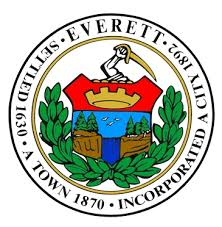 · EVERETT ·
SETTLED 1630 · A TOWN 1870 · INCORPORATED A CITY 1892